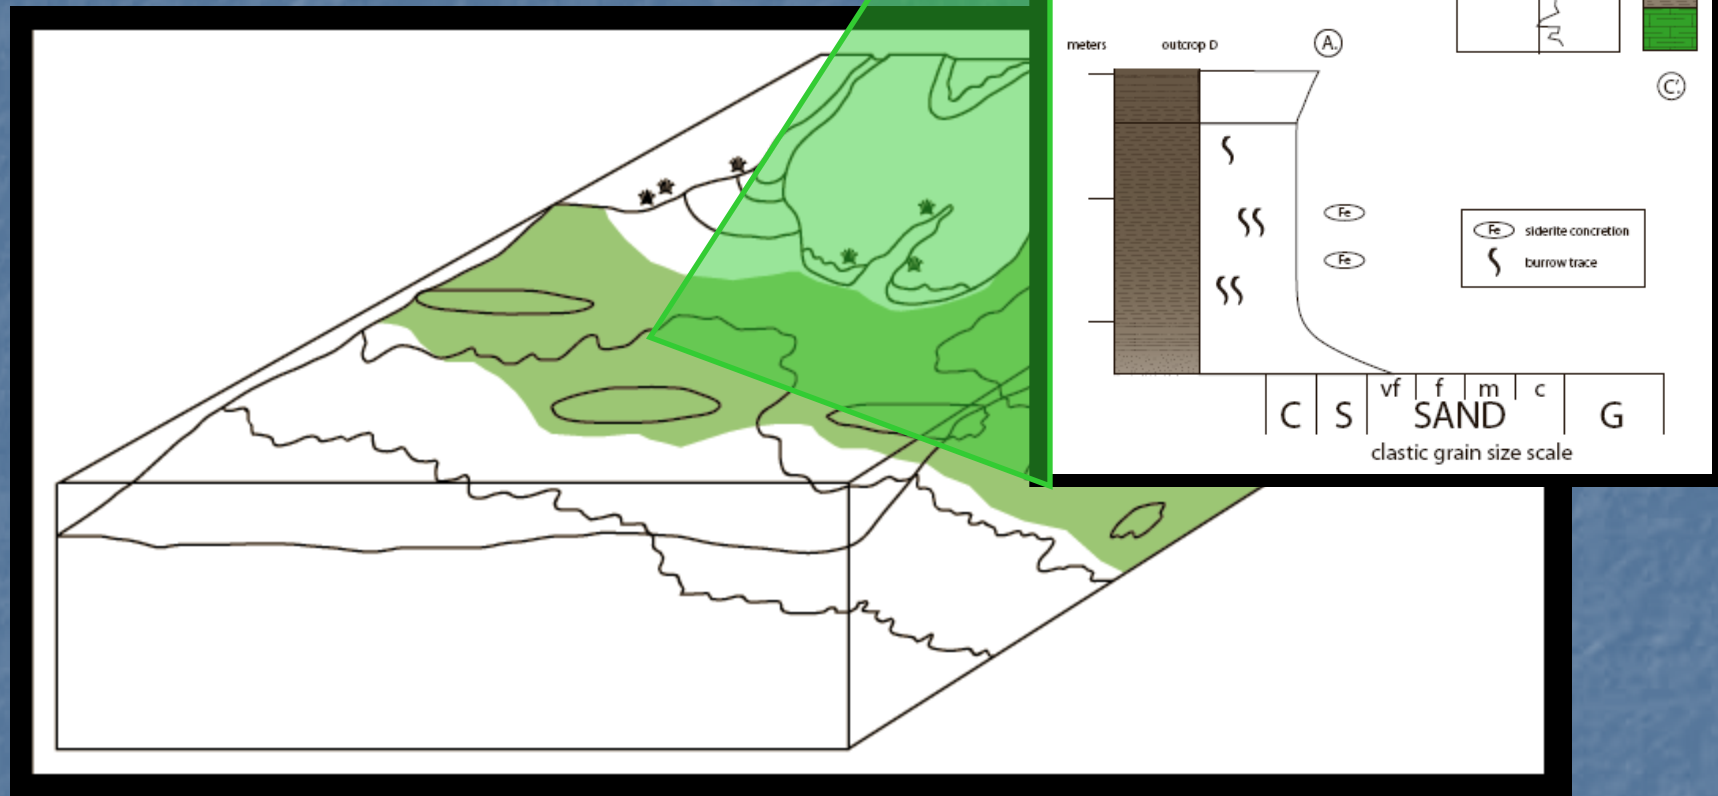 meters outcrop D A.
C'.
Fe
Fe
Fe siderite concretion
burrow trace
vf f m c
C S SAND G
clastic grain size scale